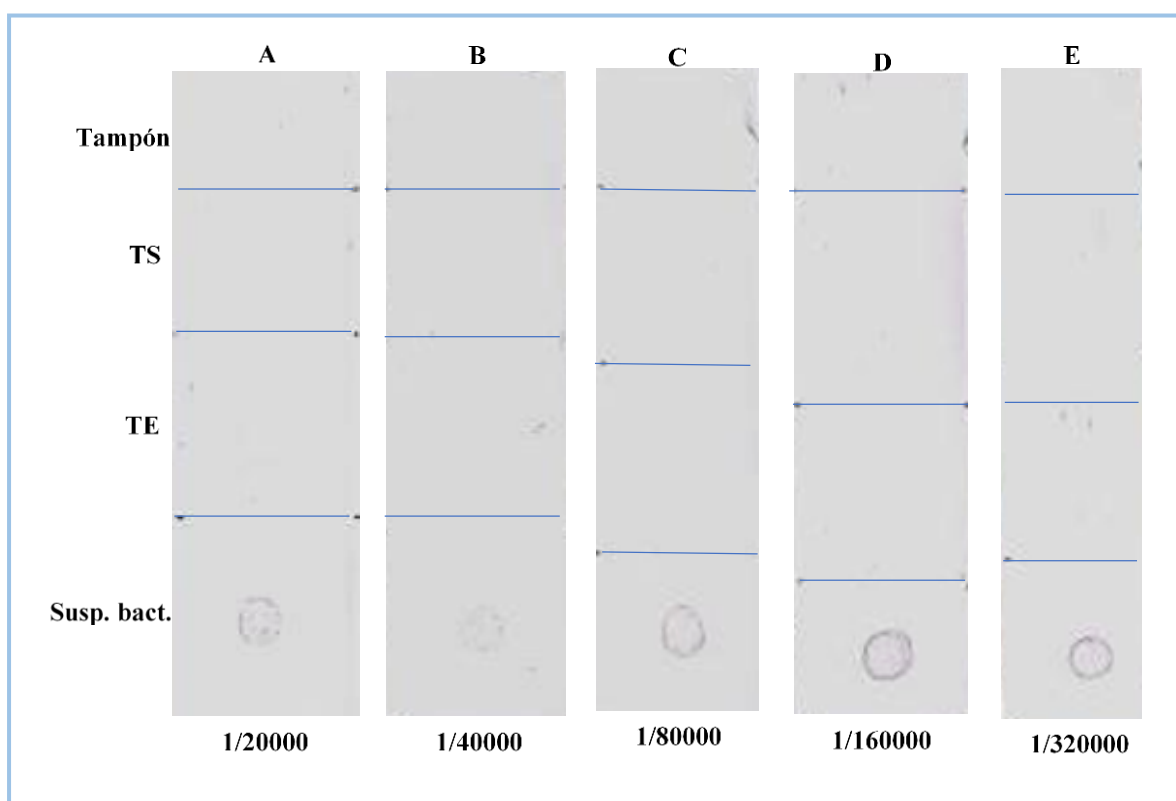 A B C D E
Tampón
TS
TE
Susp. bact.
1/20000 1/40000 1/80000 1/160000 1/320000